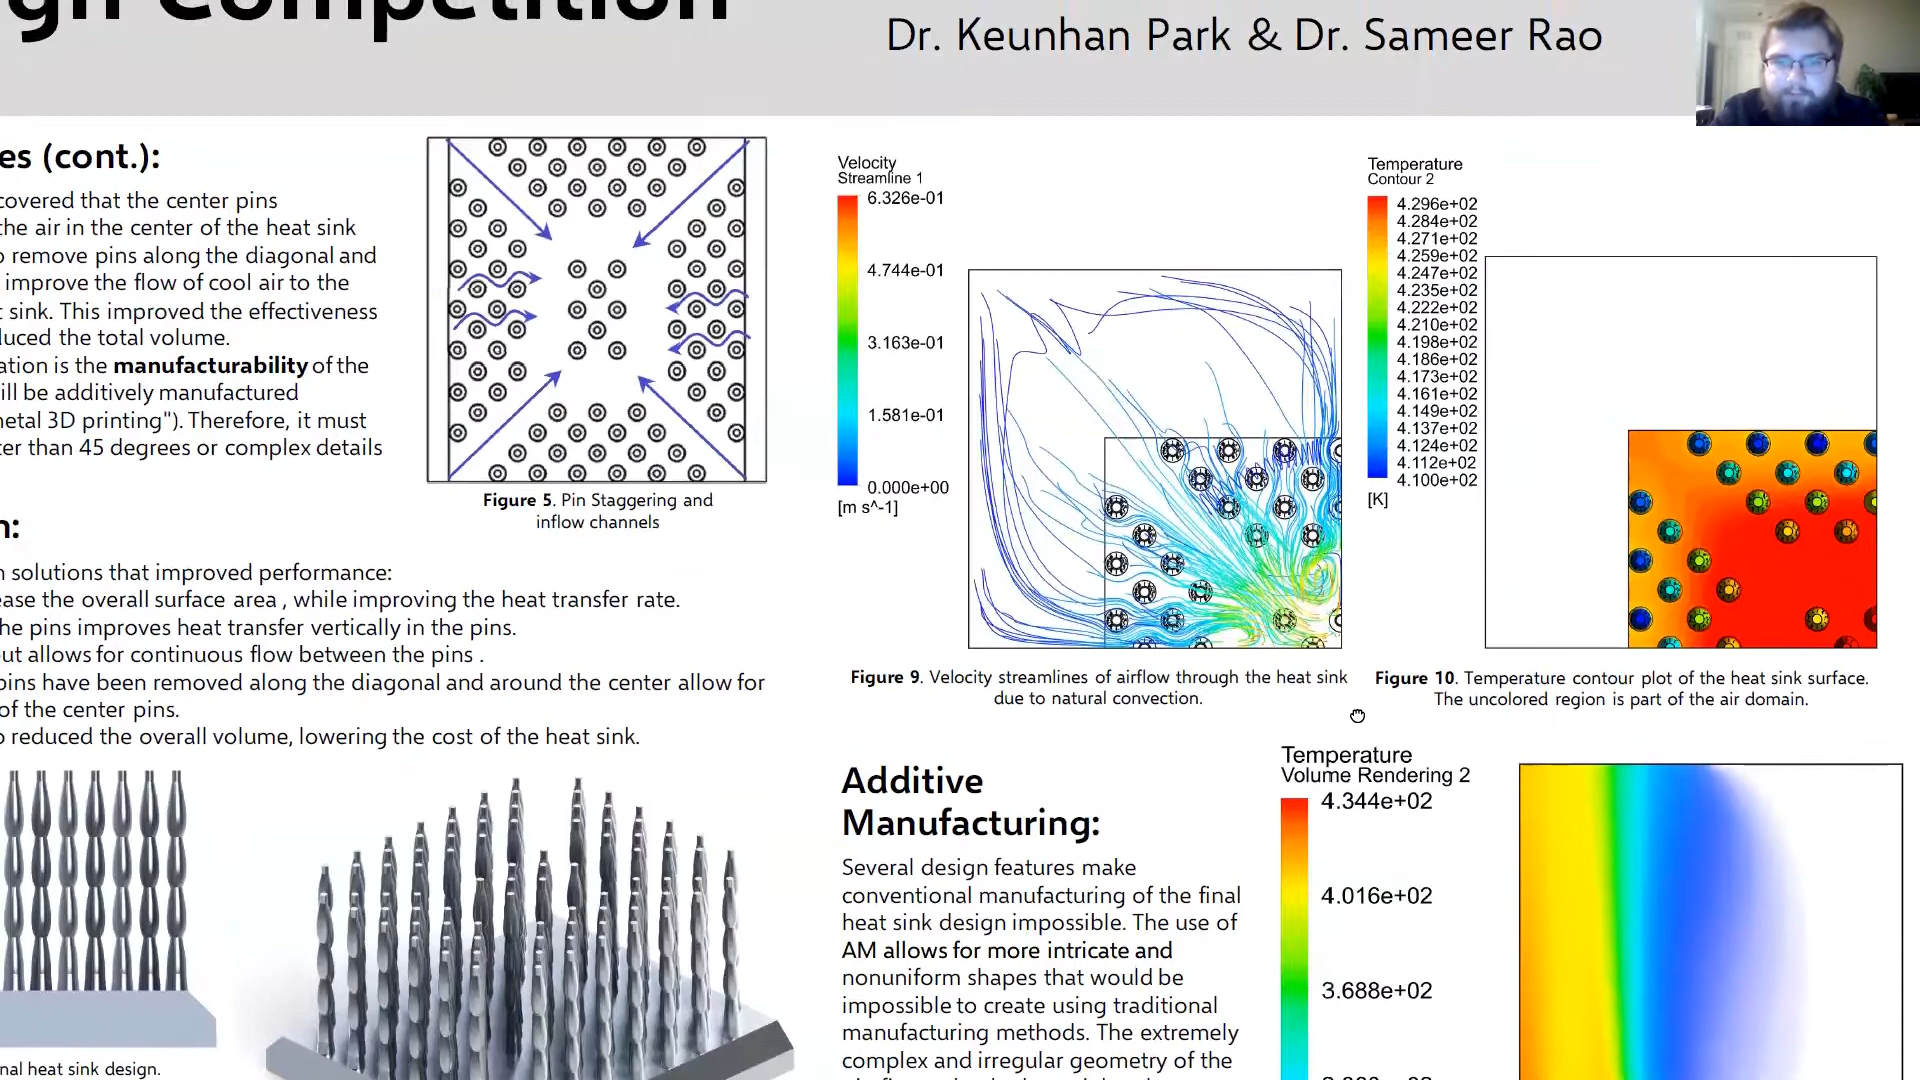 gn Competition
Dr. Keunhan Park & Dr. Sameer Rao
es (cont.):
covered that the center pins
the air in the center of the heat sink
o remove pins along the diagonal and
improve the flow of cool air to the
t sink. This improved the effectiveness
duced the total volume.
ation is the manufacturability of the
ill be additively manufactured
netal 3D printing"). Therefore, it must
ter than 45 degrees or complex details
Figure 5. Pin Staggering and
inflow channels
n:
n solutions that improved performance:
ease the overall surface area , while improving the heat transfer rate.
he pins improves heat transfer vertically in the pins.
out allows for continuous flow between the pins .
pins have been removed along the diagonal and around the center allow for
of the center pins.
o reduced the overall volume, lowering the cost of the heat sink.
nal heat sink design.
Velocity
Streamline 1
6.326e-01
4.744e-01
3.163e-01
1.581e-01
0.000e+00
[m s^-1]
Figure 9. Velocity streamlines of airflow through the heat sink
due to natural convection.
Temperature
Contour 2
4.296e+02
4.284e+02
4.271e+02
4.259e+02
4.247e+02
4.235e+02
4.222e+02
4.210e+02
4.198e+02
4.186e+02
4.173e+02
4.161e+02
4.149e+02
4.137e+02
4.124e+02
4.112e+02
4.100e+02
[K]
Figure 10. Temperature contour plot of the heat sink surface.
The uncolored region is part of the air domain.
Additive
Manufacturing:
Several design features make
conventional manufacturing of the final
heat sink design impossible. The use of
AM allows for more intricate and
nonuniform shapes that would be
impossible to create using traditional
manufacturing methods. The extremely
complex and irregular geometry of the
Temperature
Volume Rendering 2
4.344e+02
4.016e+02
3.688e+02